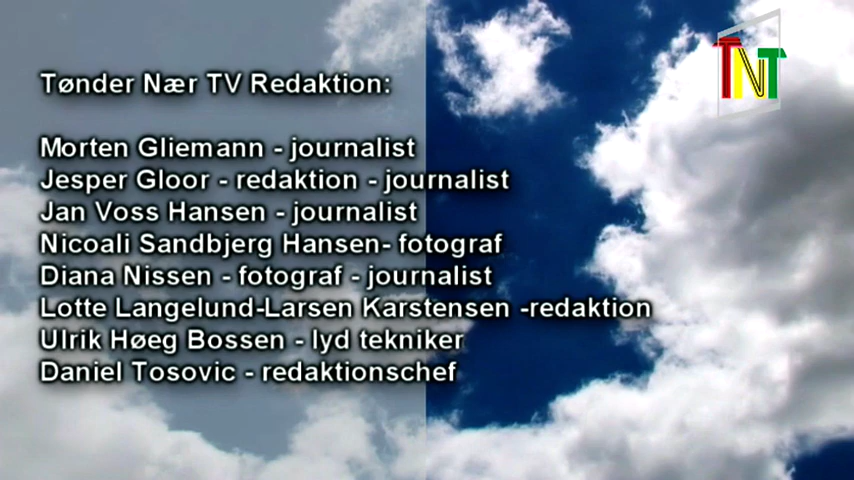 TNT
Tønder Nær TV Redaktion:
Morten Gliemann - journalist
Jesper Gloor - redaktion - journalist
Jan Voss Hansen - journalist
Nicoali Sandbjerg Hansen- fotograf
Diana Nissen - fotograf - journalist
Lotte Langelund-Larsen Karstensen -redaktion
Ulrik Høeg Bossen - lyd tekniker
Daniel Tosovic - redaktionschef